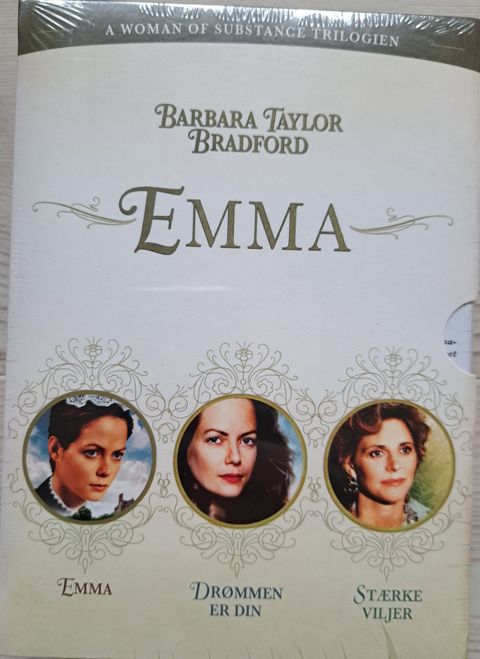 A WOMAN OF SUBSTANCE TRILOGIEN
BARBARA TAYLOR
BRADFORD
EMMA
EMMA
DRØMMEN
ER DIN
STÆRKE
VILJER